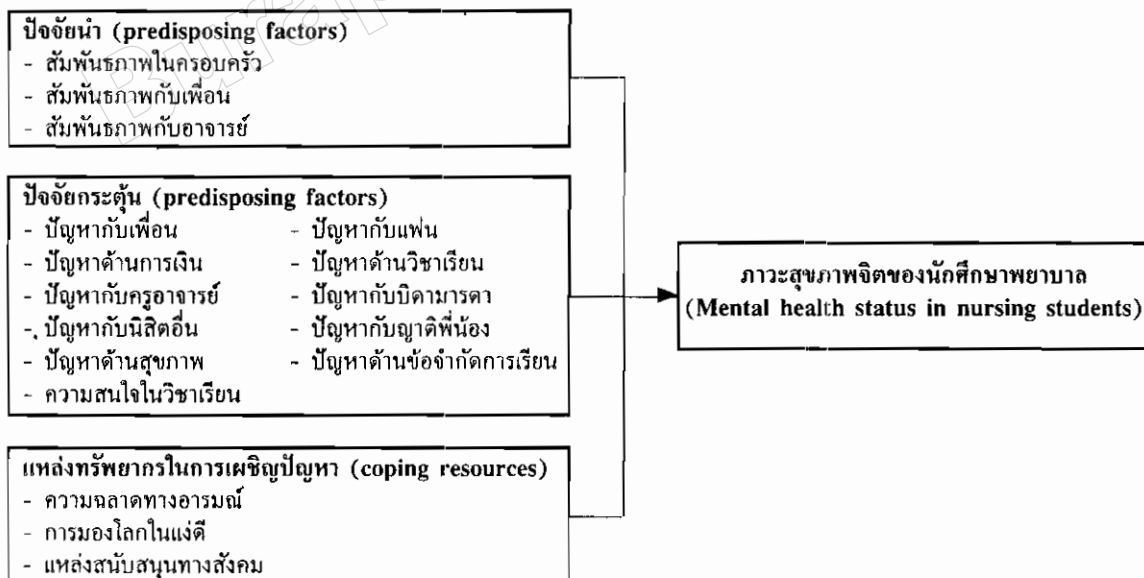 ปัจจัยนำ (predisposing factors)
- สัมพันธภาพในครอบครัว
- สัมพันธภาพกับเพื่อน
- สัมพันธภาพกับอาจารย์
ปัจจัยกระตุ้น (predisposing factors)
- ปัญหากับเพื่อน - ปัญหากับแฟน
- ปัญหาด้านการเงิน - ปัญหาด้านวิชาเรียน
- ปัญหากับครูอาจารย์ - ปัญหากับบิดามารดา
- ปัญหากับนิสิตอื่น - ปัญหากับญาติพี่น้อง
- ปัญหาด้านสุขภาพ - ปัญหาด้านข้อจำกัดการเรียน
- ความสนใจในวิชาเรียน
แหล่งทรัพยากรในการเผชิญปัญหา (coping resources)
- ความฉลาดทางอารมณ์
- การมองโลกในแง่ดี
- แหล่งสนับสนุนทางสังคม
ภาวะสุขภาพจิตของนักศึกษาพยาบาล
(Mental health status in nursing students)